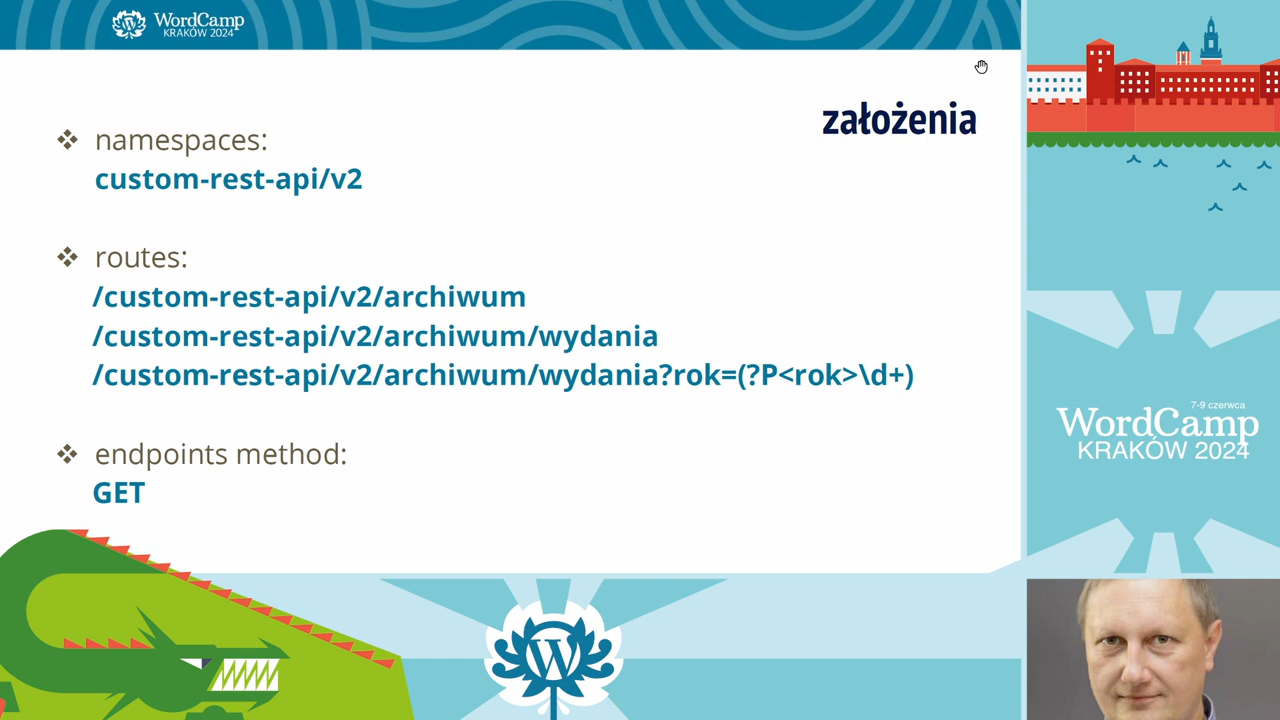 WordCamp
KRAKÓW 2024
założenia
❖ namespaces:
custom-rest-api/v2
❖ routes:
/custom-rest-api/v2/archiwum
/custom-rest-api/v2/archiwum/wydania
/custom-rest-api/v2/archiwum/wydania?rok=(?P<rok>\d+)
❖ endpoints method:
GET
7-9 czerwca
WordCamp
KRAKÓW 2024
W